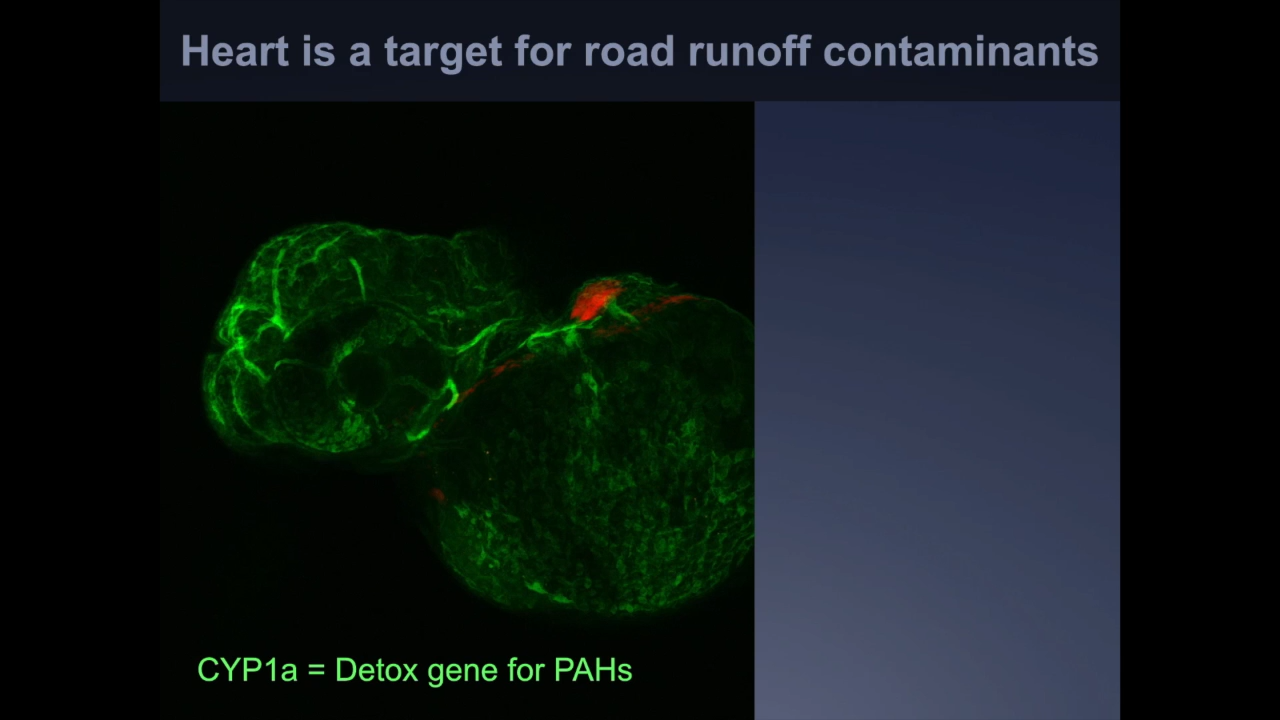 Heart is a target for road runoff contaminants
CYP1a = Detox gene for PAHs